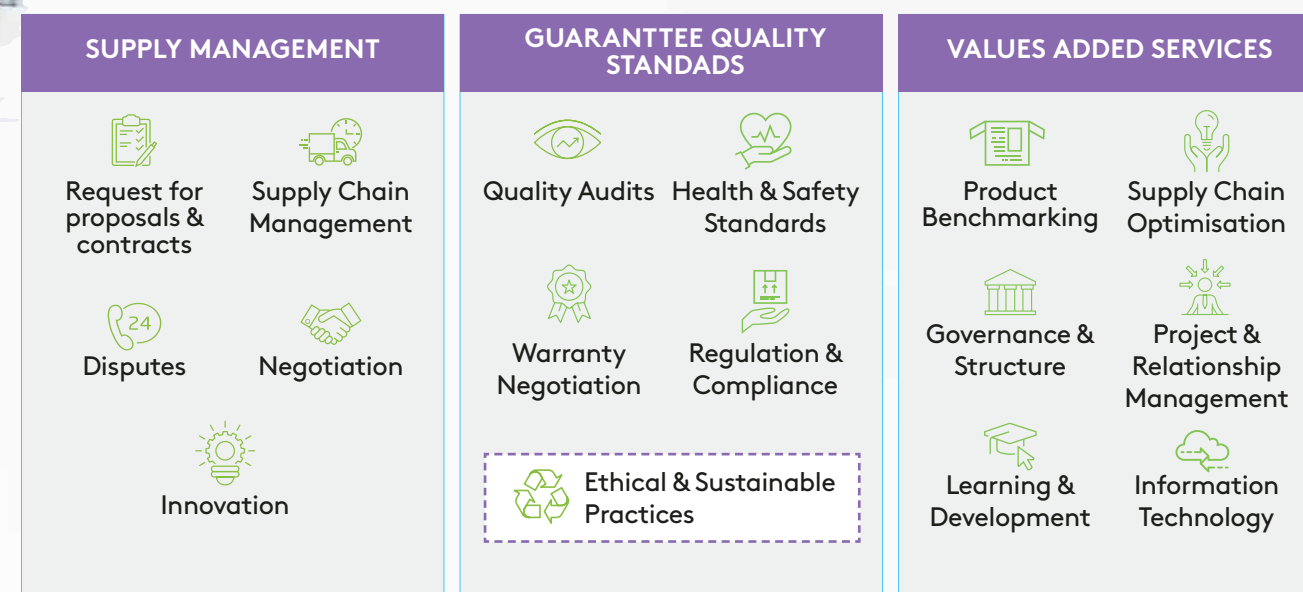 SUPPLY MANAGEMENT
Request for
proposals &
contracts
Supply Chain
Management
24
Disputes
Negotiation
Innovation
GUARANTTEE QUALITY
STANDADS
Quality Audits
Health & Safety
Standards
Warranty
Negotiation
Regulation &
Compliance
Ethical & Sustainable
Practices
VALUES ADDED SERVICES
Product
Benchmarking
Supply Chain
Optimisation
Governance &
Structure
Project &
Relationship
Management
Learning &
Development
Information
Technology